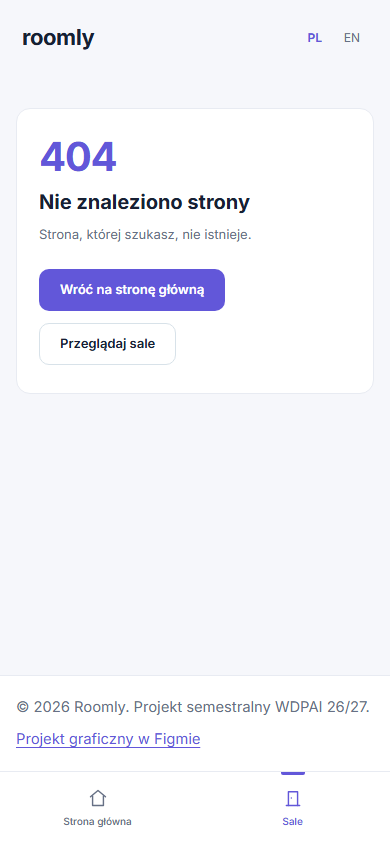 roomly
PL EN
404
Nie znaleziono strony
Strona, której szukasz, nie istnieje.
Wróć na stronę główną
Przeglądaj sale
© 2026 Roomly. Projekt semestralny WDPAI 26/27.
Projekt graficzny w Figmie
Strona główna Sale